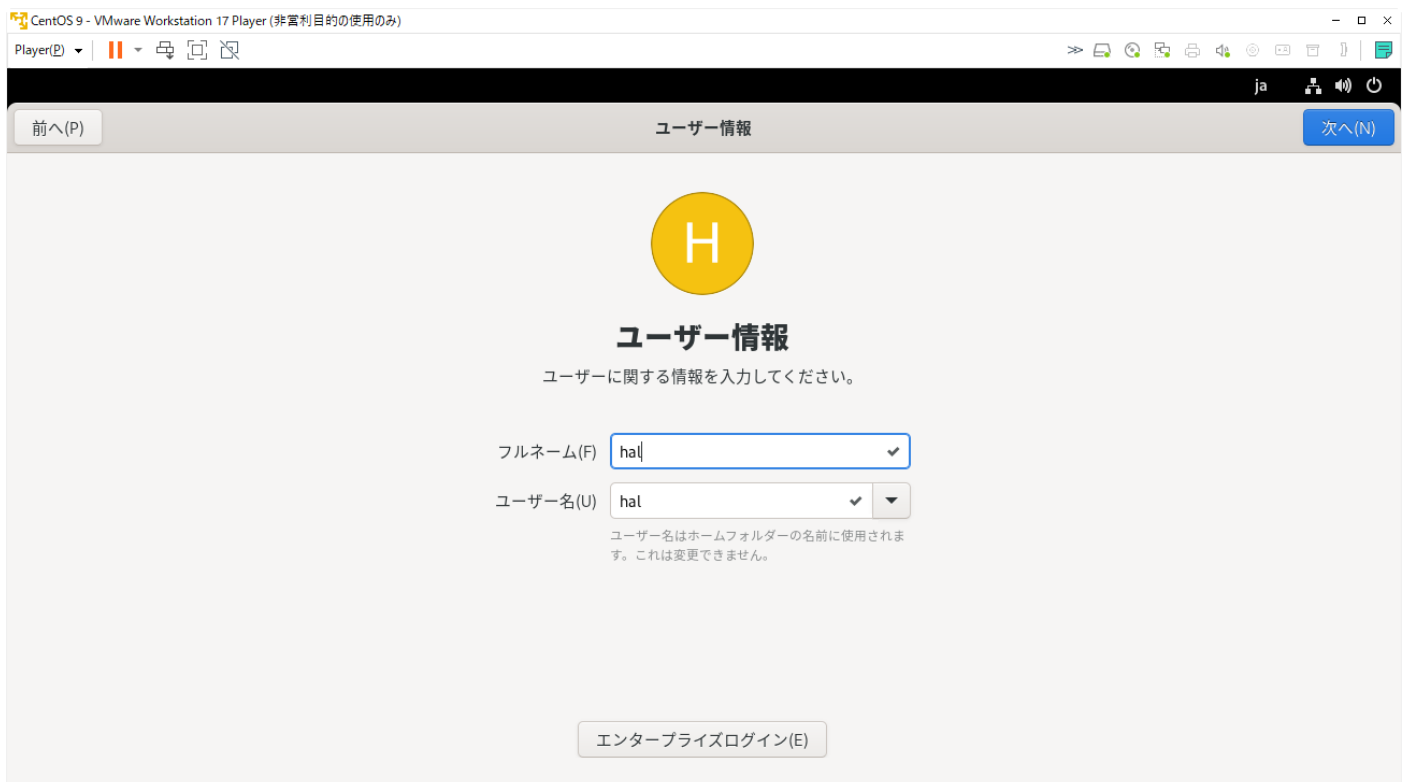 CentOS 9 - VMware Workstation 17 Player (非営利目的の使用のみ)
Player(P)
ja
前へ(P)
ユーザー情報
次へ(N)
H
ユーザー情報
ユーザーに関する情報を入力してください。
フルネーム(F) hal
ユーザー名(U) hal
ユーザー名はホームフォルダーの名前に使用されま
す。これは変更できません。
エンタープライズログイン(E)